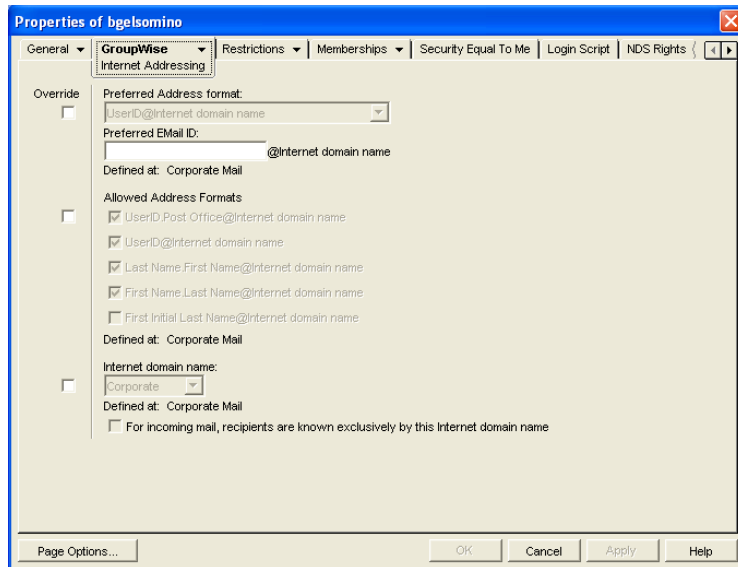 Properties of bgelsomino
General GroupWise Restrictions Memberships Security Equal To Me Login Script NDS Rights
Internet Addressing
Override Preferred Address format:
UserID@Internet domain name
Preferred EMail ID:
@Internet domain name
Defined at: Corporate Mail
Allowed Address Formats
UserID.Post Office@Internet domain name
UserID@Internet domain name
Last Name.First Name@Internet domain name
First Name.Last Name@Internet domain name
First Initial Last Name@Internet domain name
Defined at: Corporate Mail
Internet domain name:
Corporate
Defined at: Corporate Mail
For incoming mail, recipients are known exclusively by this Internet domain name
Page Options... OK Cancel Apply Help